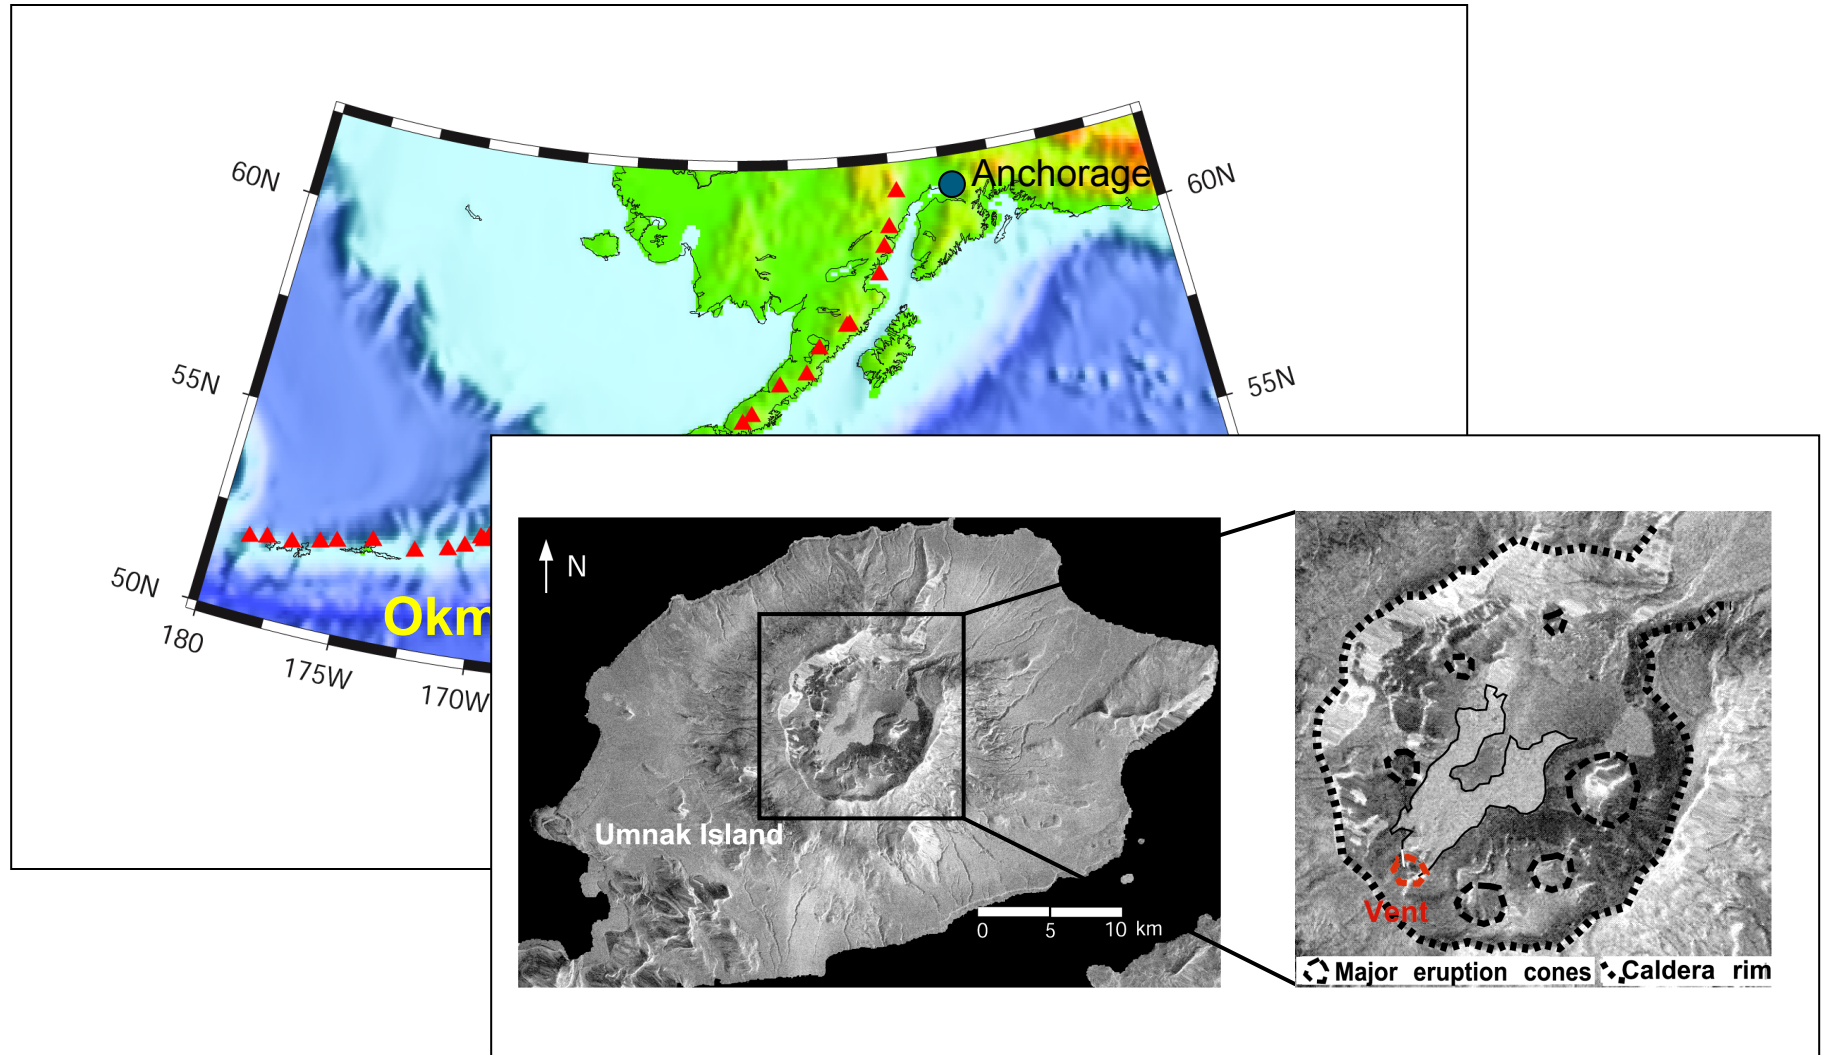 60N
Anchorage
60N
55N
55N
50N
Okm
180
175W
170W
N
Umnak Island
0 5 10 km
Vent
Major eruption cones
Caldera rim